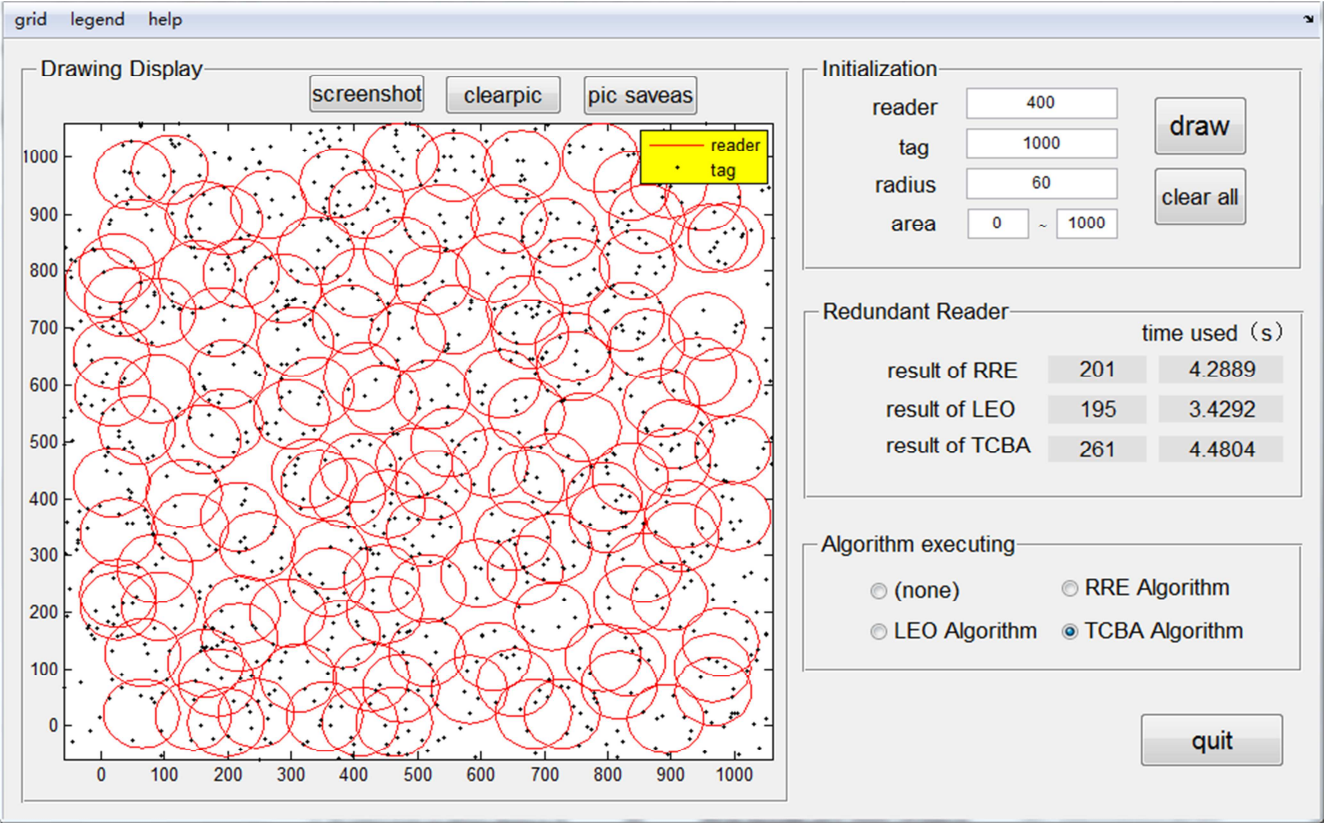 grid legend help
Drawing Display
screenshot clearpic pic saveas
reader
tag
1000
900
800
700
600
500
400
300
200
100
0
0 100 200 300 400 500 600 700 800 900 1000
Initialization
reader 400
tag 1000
radius 60
area 0 ~ 1000
draw
clear all
Redundant Reader
time used（s）
result of RRE 201 4.2889
result of LEO 195 3.4292
result of TCBA 261 4.4804
Algorithm executing
(none) RRE Algorithm
LEO Algorithm TCBA Algorithm
quit